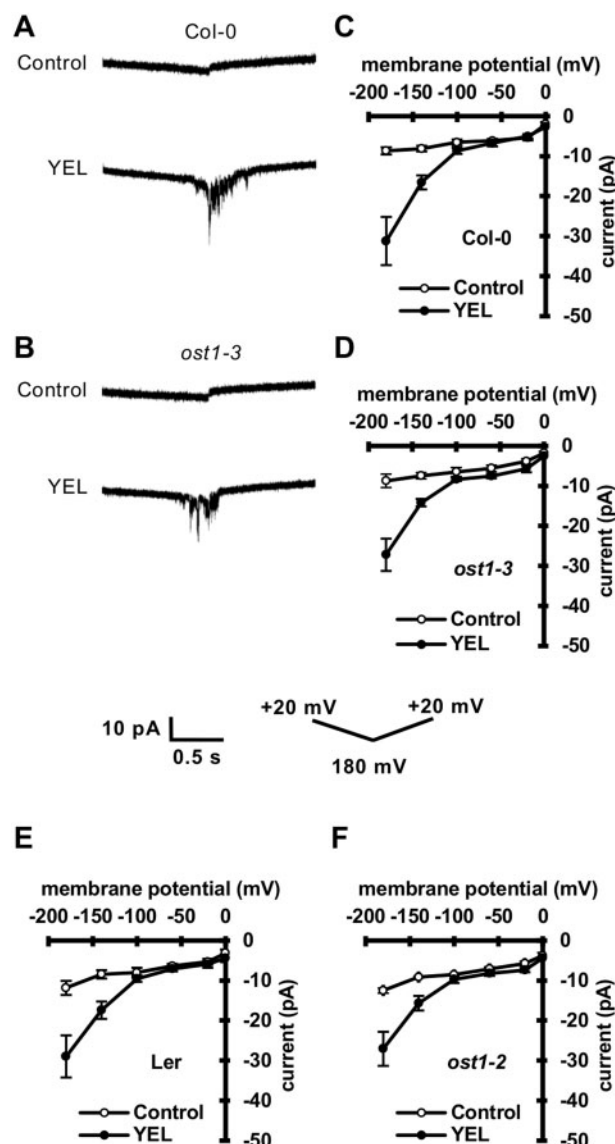 A
Col-0
Control
YEL
C
membrane potential (mV)
-200 -150 -100 -50 0
0
-10
-20
-30
-40
-50
current (pA)
Col-0
Control
YEL
B
ost1-3
Control
YEL
D
membrane potential (mV)
-200 -150 -100 -50 0
0
-10
-20
-30
-40
-50
current (pA)
ost1-3
Control
YEL
10 pA
0.5 s
+20 mV +20 mV
180 mV
E
membrane potential (mV)
-200 -150 -100 -50 0
0
-10
-20
-30
-40
-50
current (pA)
Ler
Control
YEL
F
membrane potential (mV)
-200 -150 -100 -50 0
0
-10
-20
-30
-40
-50
current (pA)
ost1-2
Control
YEL